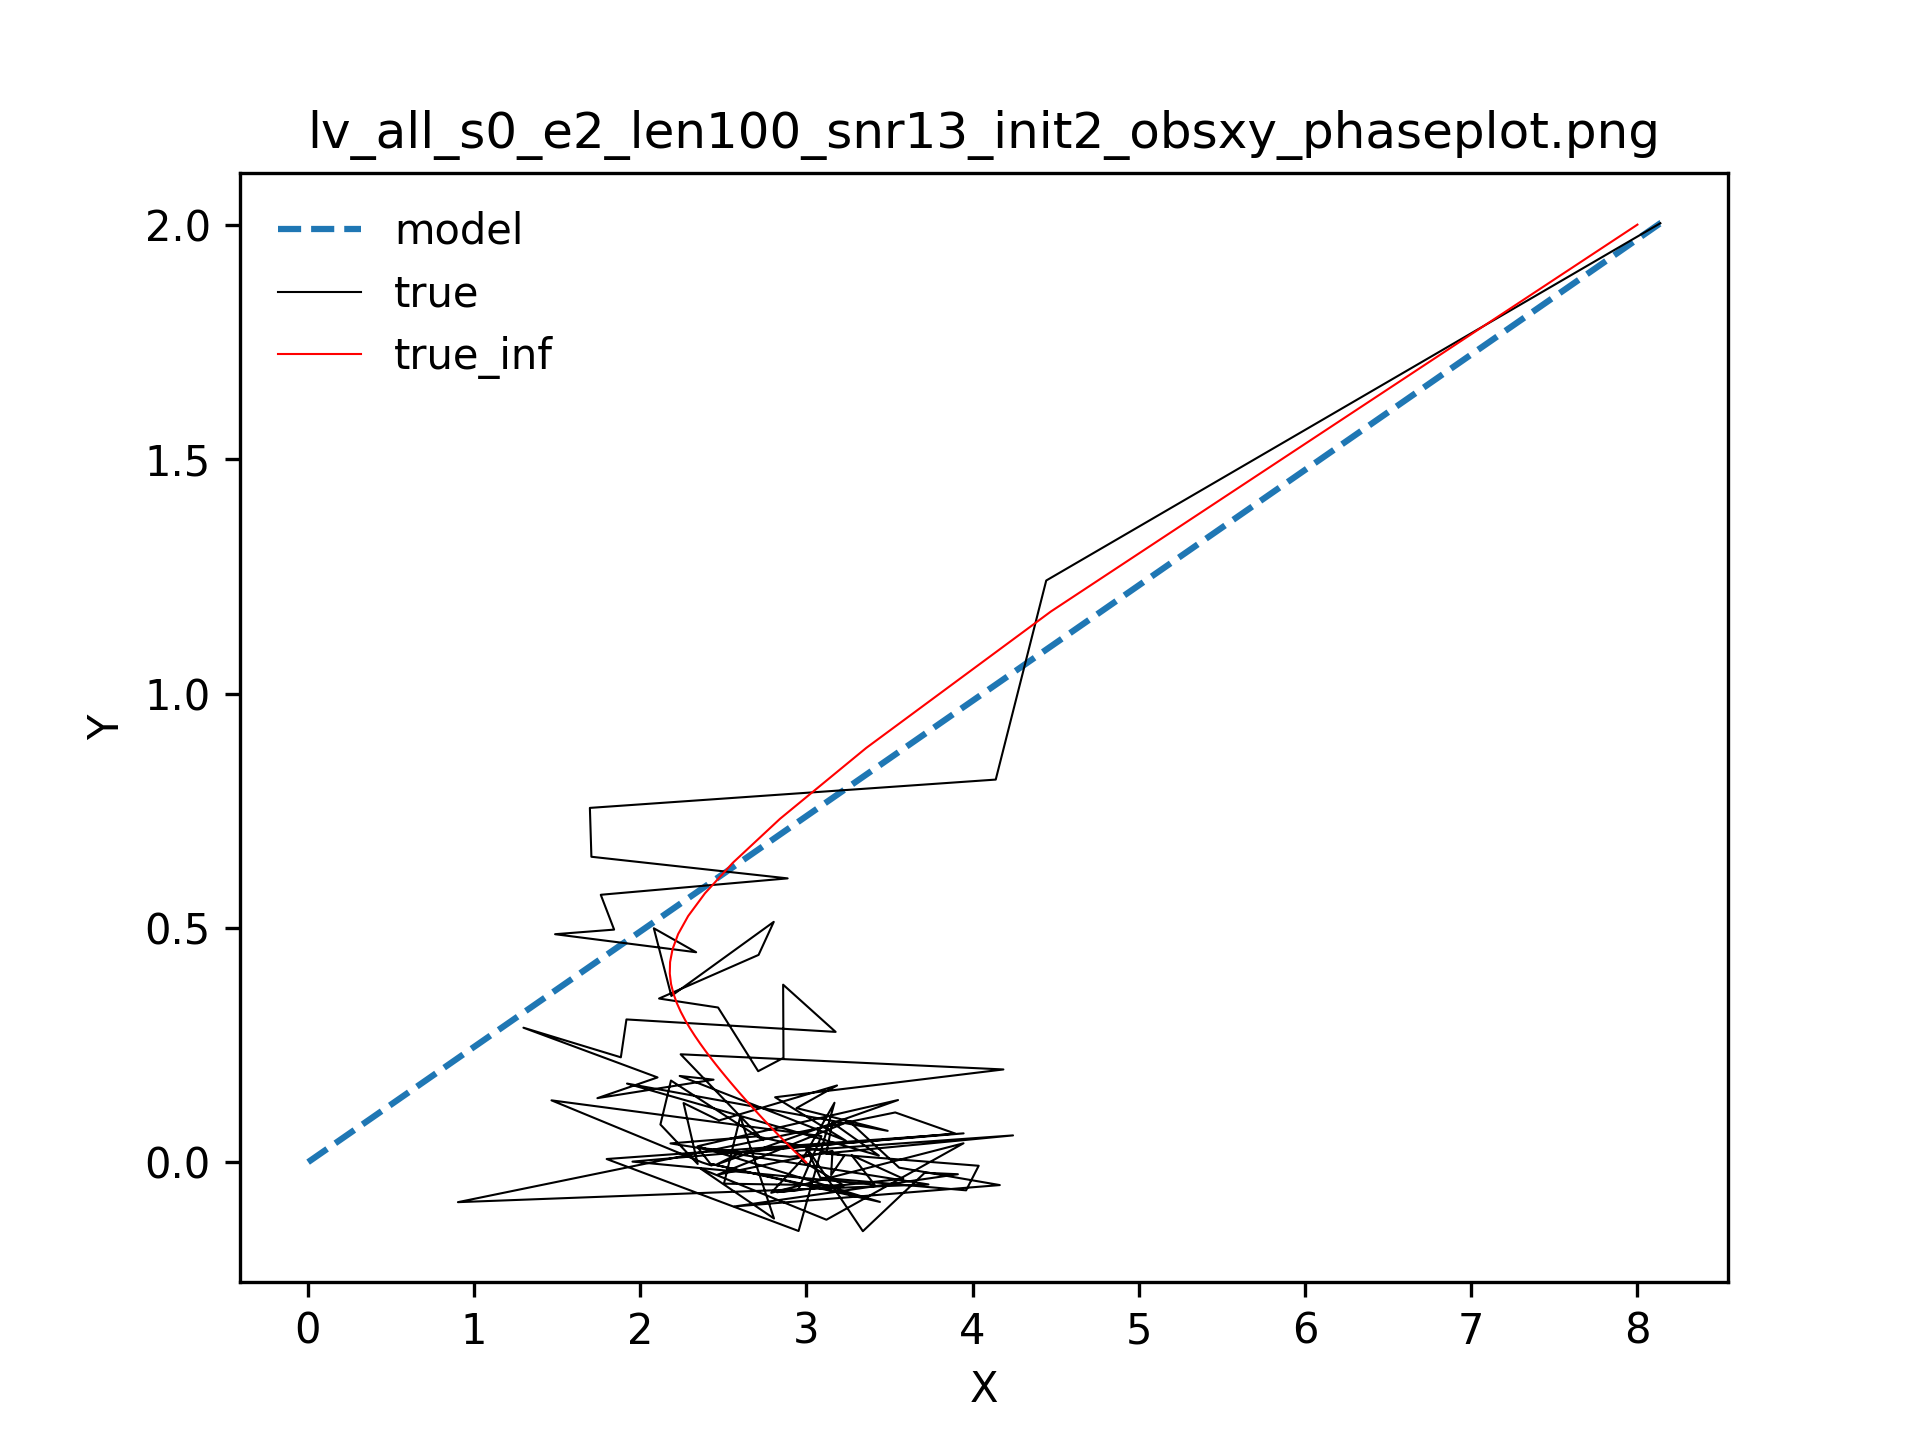 lv_all_s0_e2_len100_snr13_init2_obsxy_phaseplot.png
model
true
true_inf
2.0
1.5
1.0
0.5
0.0
Y
0 1 2 3 4 5 6 7 8
X